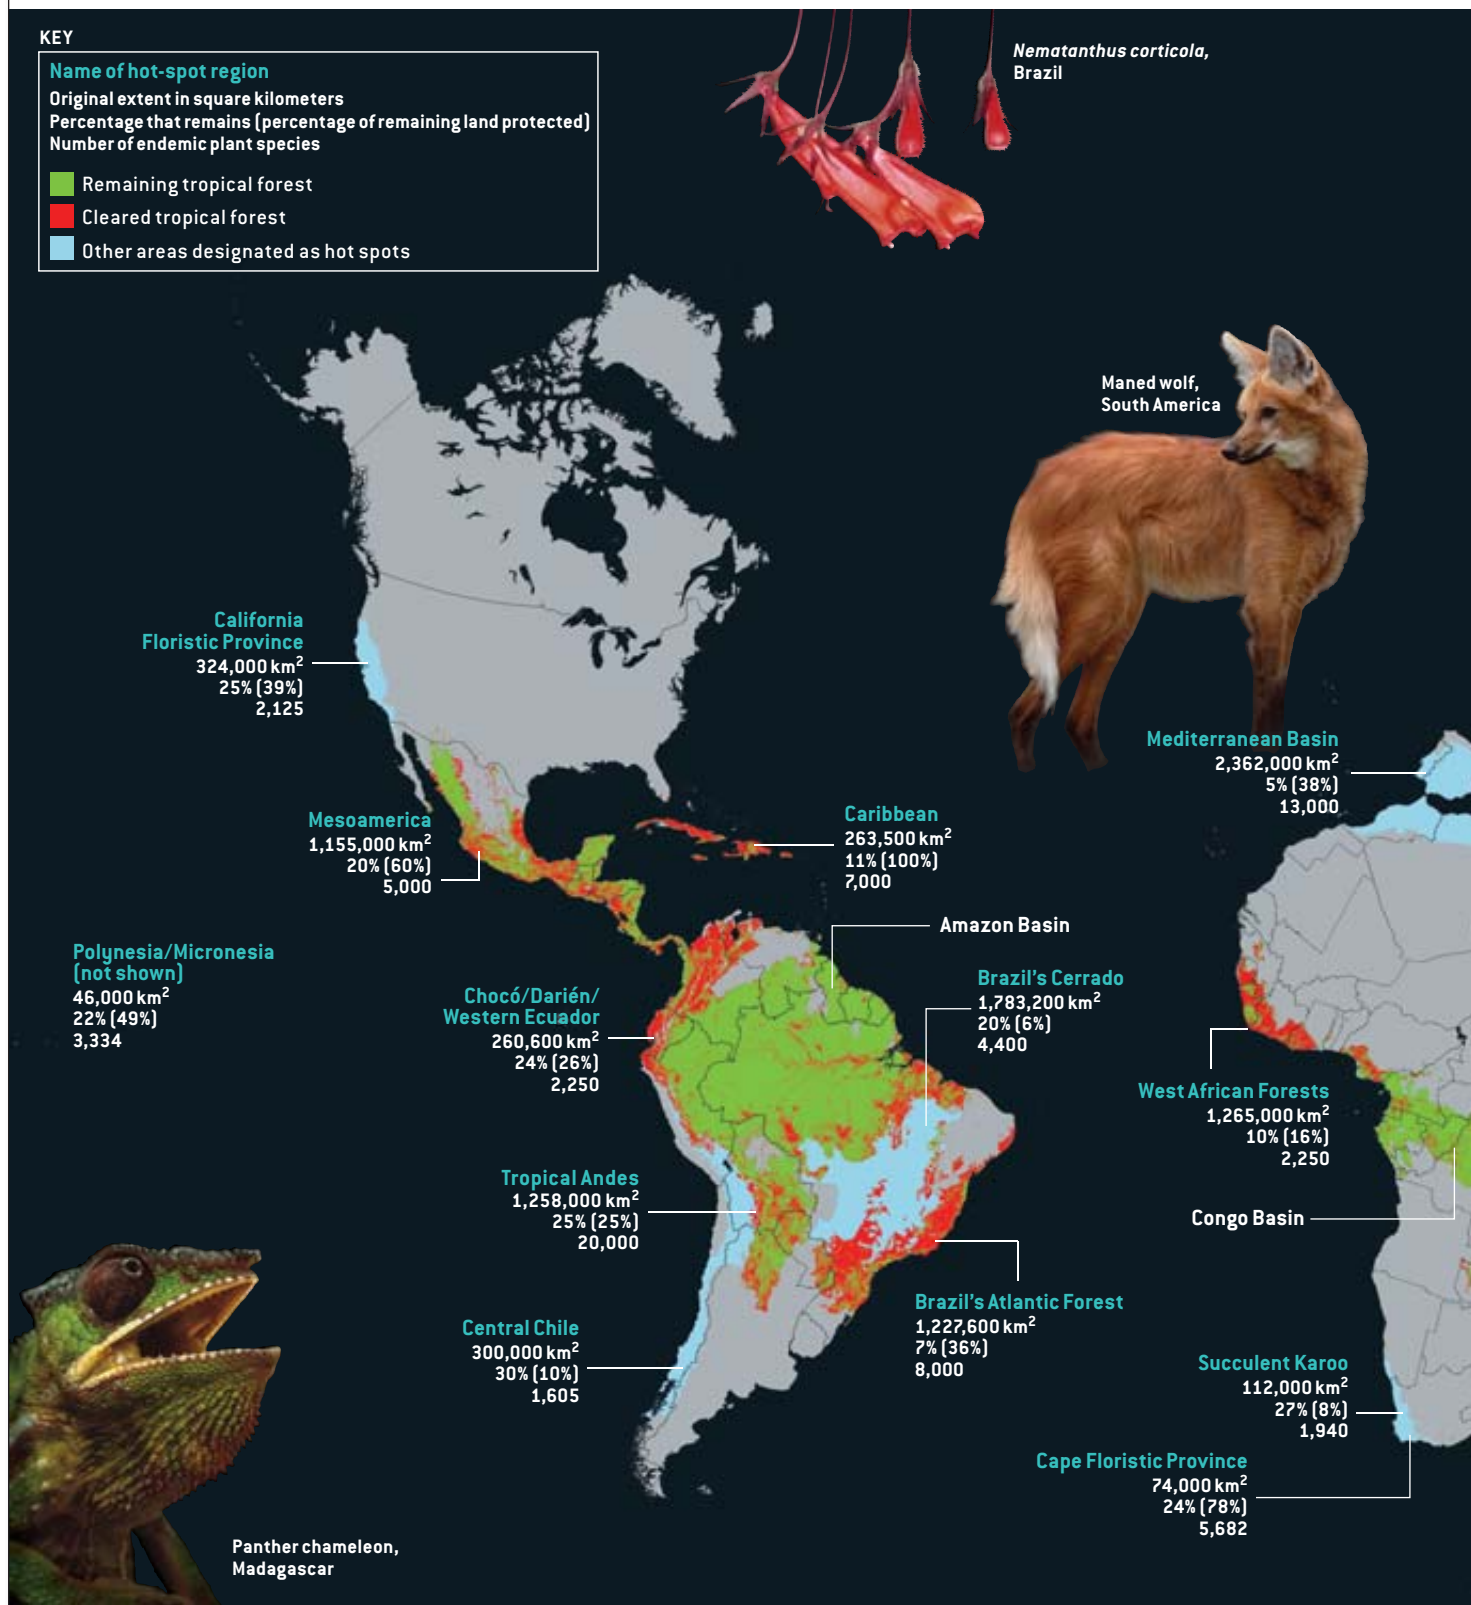 KEY
Name of hot-spot region
Original extent in square kilometers
Percentage that remains (percentage of remaining land protected)
Number of endemic plant species
Remaining tropical forest
Cleared tropical forest
Other areas designated as hot spots
Nematanthus corticola,
Brazil
Maned wolf,
South America
California
Floristic Province
324,000 km²
25% (39%)
2,125
Mediterranean Basin
2,362,000 km²
5% (38%)
13,000
Mesoamerica
1,155,000 km²
20% (60%)
5,000
Caribbean
263,500 km²
11% (100%)
7,000
Amazon Basin
Polynesia/Micronesia
(not shown)
46,000 km²
22% (49%)
3,334
Chocó/Darién/
Western Ecuador
260,600 km²
24% (26%)
2,250
Brazil's Cerrado
1,783,200 km²
20% (6%)
4,400
West African Forests
1,265,000 km²
10% (16%)
2,250
Tropical Andes
1,258,000 km²
25% (25%)
20,000
Congo Basin
Brazil's Atlantic Forest
1,227,600 km²
7% (36%)
8,000
Central Chile
300,000 km²
30% (10%)
1,605
Succulent Karoo
112,000 km²
27% (8%)
1,940
Cape Floristic Province
74,000 km²
24% (78%)
5,682
Panther chameleon,
Madagascar